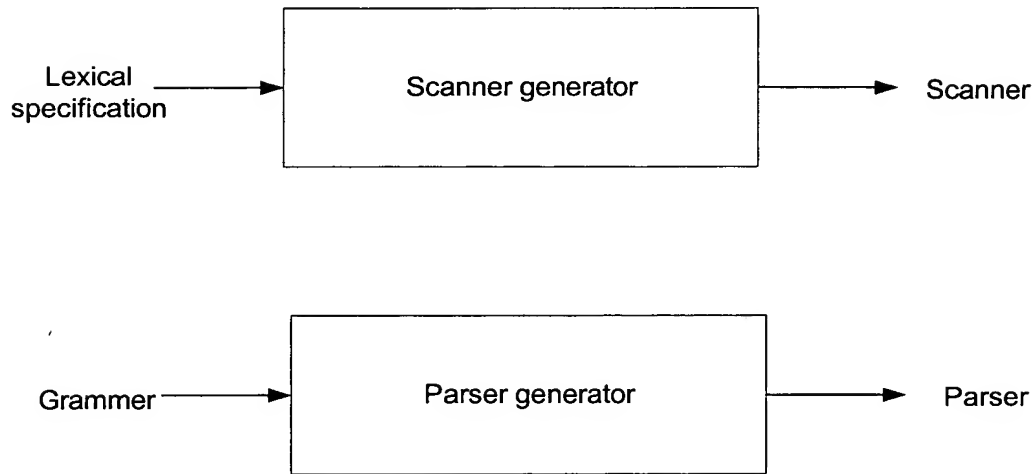 Lexical
specification
Scanner generator
Scanner
Grammer
Parser generator
Parser